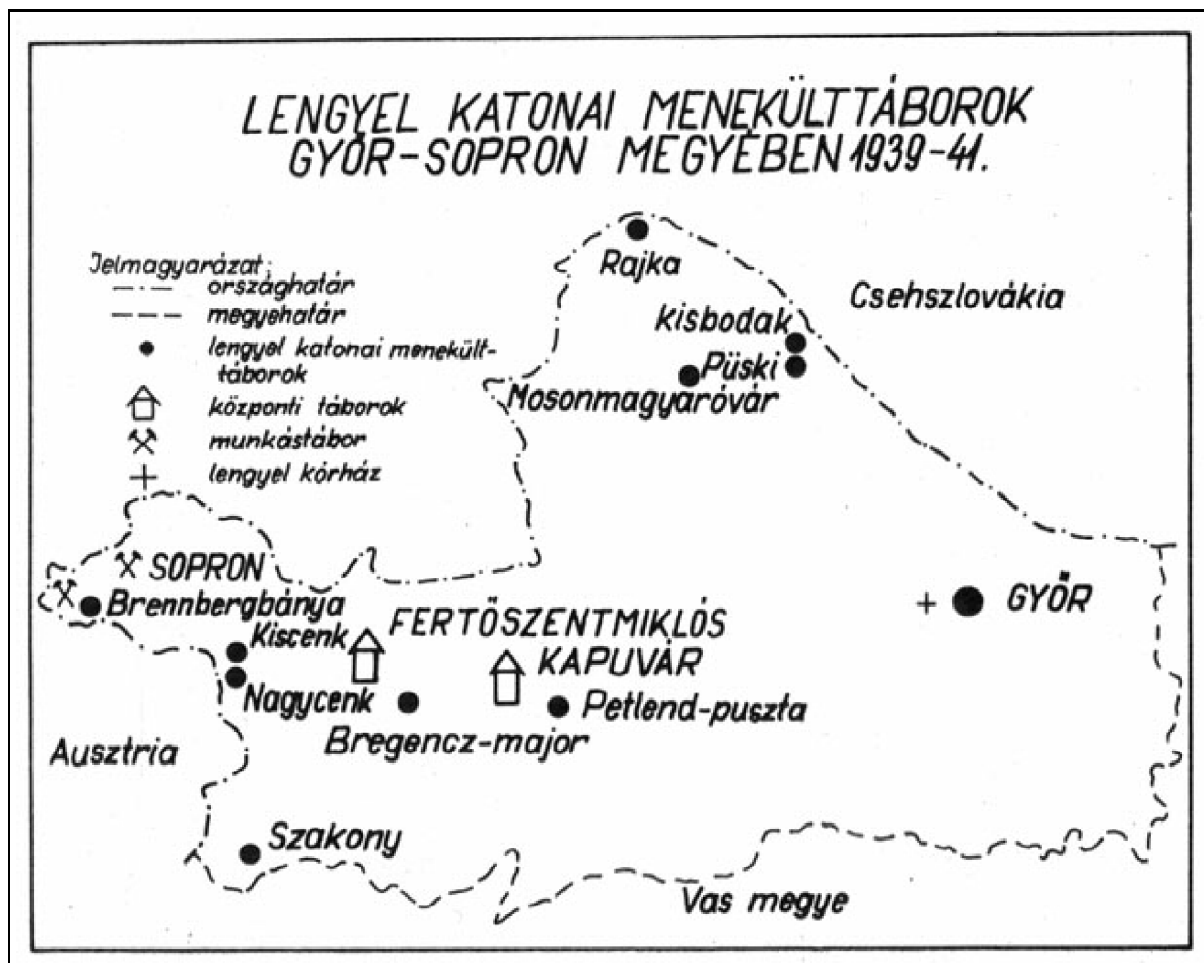 LENGYEL KATONAI MENEKÜLTTÁBOROK
GYŐR-SOPRON MEGYÉBEN 1939-41.
Jelmagyarázat:
országhatár
megyehatár
lengyel katonai menekült-
táborok
központi táborok
munkástábor
lengyel kórház
Rajka
Csehszlovákia
Kisbodak
Püski
Mosonmagyaróvár
SOPRON
Brennbergbánya
GYŐR
Kiscenk
FERTŐSZENTMIKLÓS
KAPUVÁR
Nagycenk
Petlend-puszta
Bregencz-major
Ausztria
Szakony
Vas megye